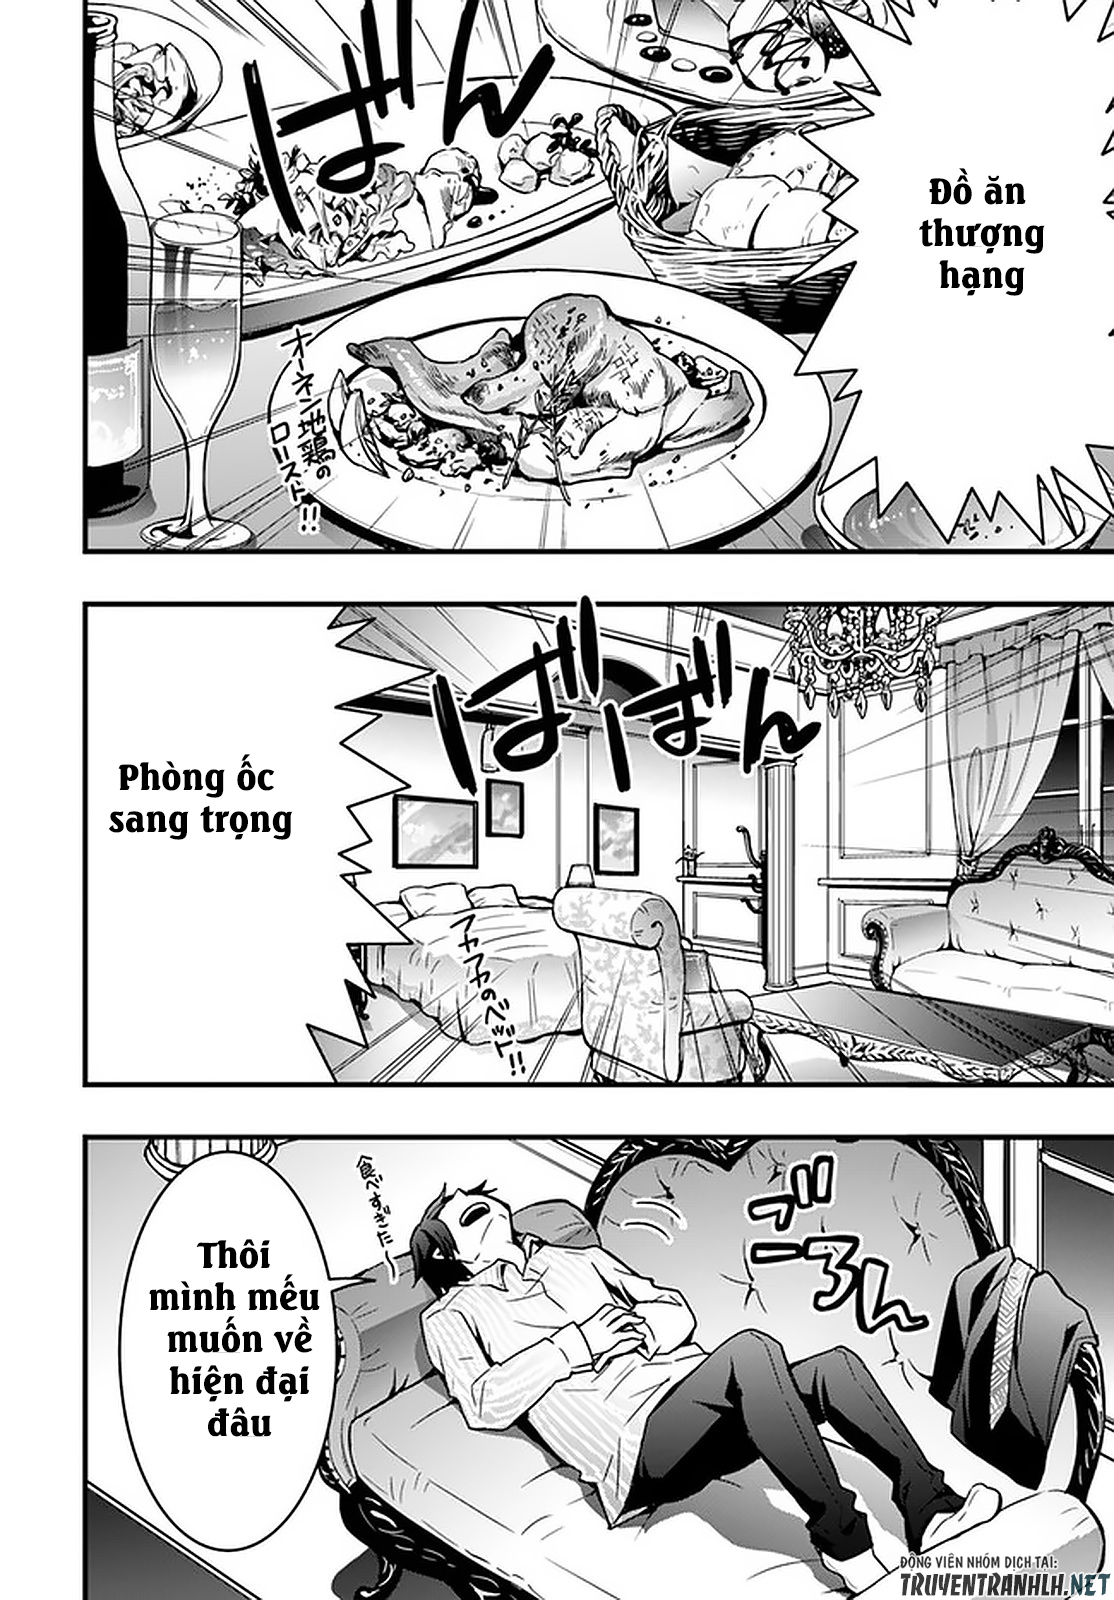 ばん
Đồ ăn
thượng
hạng
オーネン地鶏の
ロースト!!
ばばん
Phòng ốc
sang trọng
フカフカのベッド!!
食べすぎたー
Thôi
mình mếu
muốn về
hiện đại
đâu
ごろん
ĐỘNG VIÊN NHÓM DỊCH TẠI:
TRUYENTRANHLH.NET